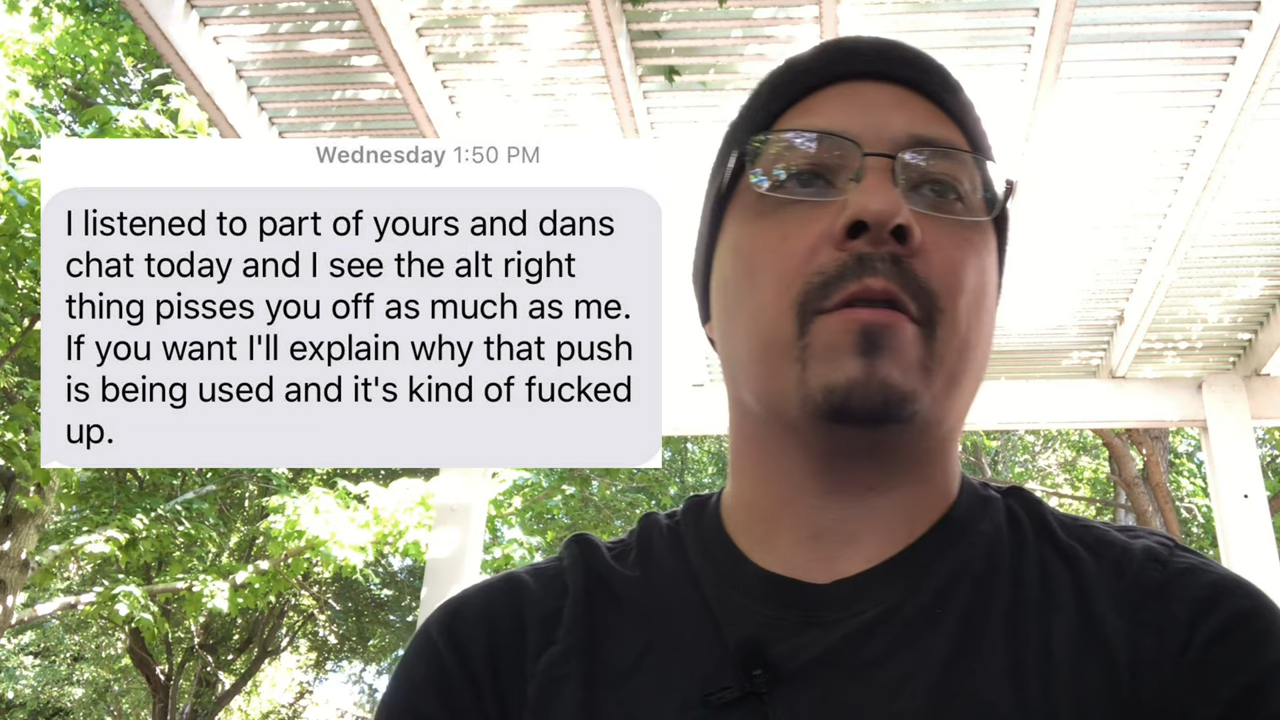 Wednesday 1:50 PM
I listened to part of yours and dans
chat today and I see the alt right
thing pisses you off as much as me.
If you want I'll explain why that push
is being used and it's kind of fucked
up.